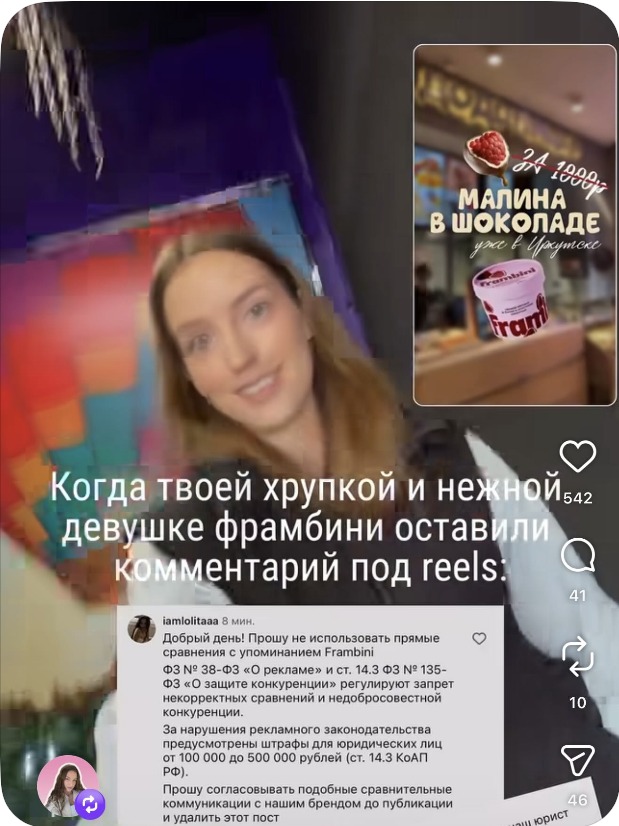 ЗА 1000р
МАЛИНА
В ШОКОЛАДЕ
уже в Иркутске
Frambini
Fram
Когда твоей хрупкой и нежной
девушке фрамбини оставили
комментарий под reels:
542
41
10
46
iamlolitaaa 8 мин.
Добрый день! Прошу не использовать прямые
сравнения с упоминанием Frambini
ФЗ № 38-ФЗ «О рекламе» и ст. 14.3 ФЗ № 135-
ФЗ «О защите конкуренции» регулируют запрет
некорректных сравнений и недобросовестной
конкуренции.
За нарушения рекламного законодательства
предусмотрены штрафы для юридических лиц
от 100 000 до 500 000 рублей (ст. 14.3 КоАП
РФ).
Прошу согласовывать подобные сравнительные
коммуникации с нашим брендом до публикации
и удалить этот пост
юрист